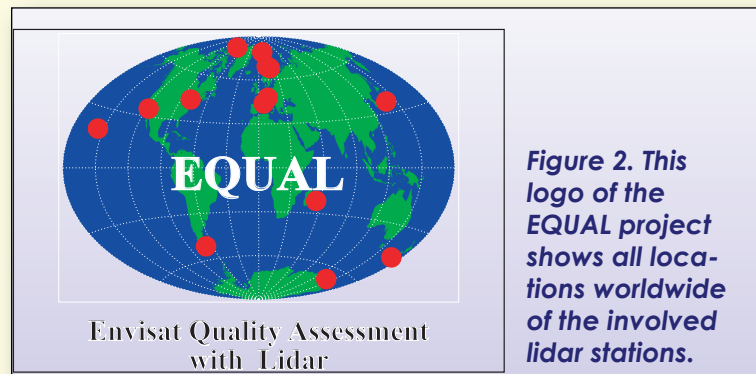 EQUAL
Envisat Quality Assessment
with Lidar
Figure 2. This
logo of the
EQUAL project
shows all loca-
tions worldwide
of the involved
lidar stations.